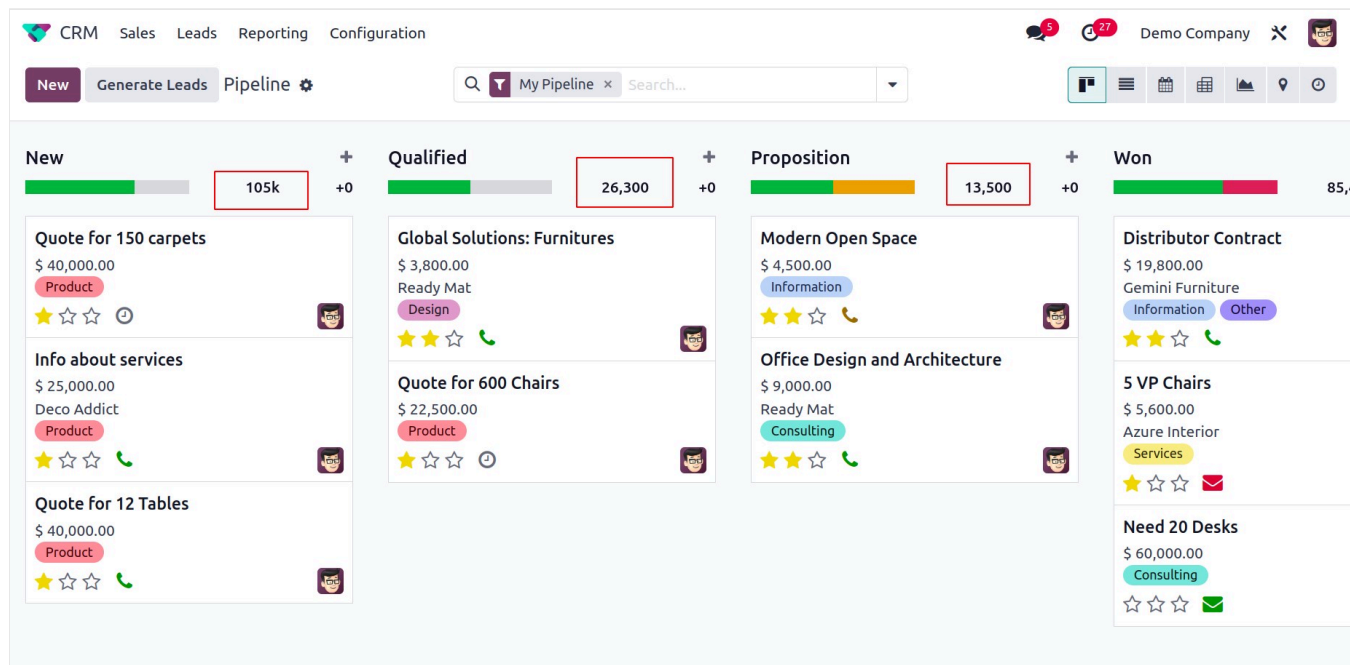 CRM Sales Leads Reporting Configuration 5 27 Demo Company
New Generate Leads Pipeline My Pipeline × Search...
New
105k +0
Quote for 150 carpets
$ 40,000.00
Product
Info about services
$ 25,000.00
Deco Addict
Product
Quote for 12 Tables
$ 40,000.00
Product
Qualified
26,300 +0
Global Solutions: Furnitures
$ 3,800.00
Ready Mat
Design
Quote for 600 Chairs
$ 22,500.00
Product
Proposition
13,500 +0
Modern Open Space
$ 4,500.00
Information
Office Design and Architecture
$ 9,000.00
Ready Mat
Consulting
Won
Distributor Contract
$ 19,800.00
Gemini Furniture
Information Other
5 VP Chairs
$ 5,600.00
Azure Interior
Services
Need 20 Desks
$ 60,000.00
Consulting